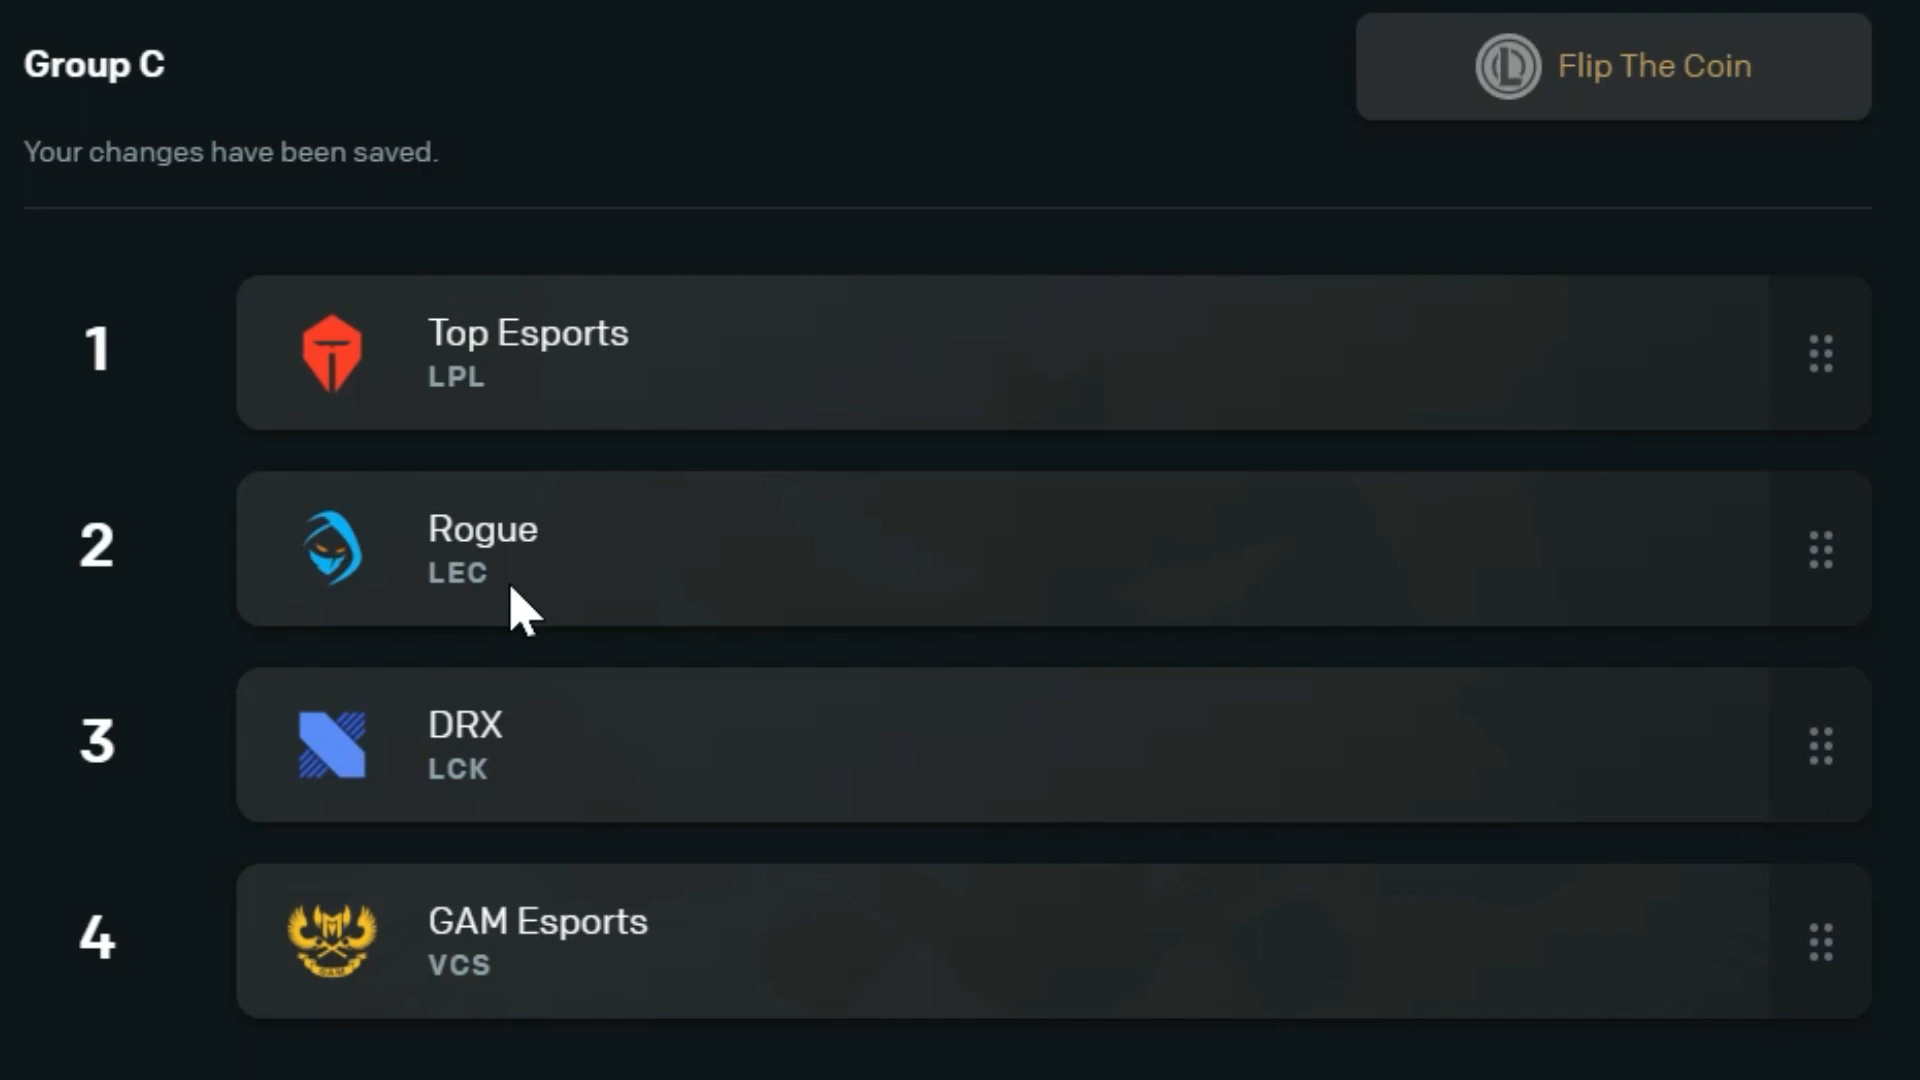 Group C
Flip The Coin
Your changes have been saved.
1
Top Esports
LPL
2
Rogue
LEC
3
DRX
LCK
4
GAM Esports
VCS
GAM